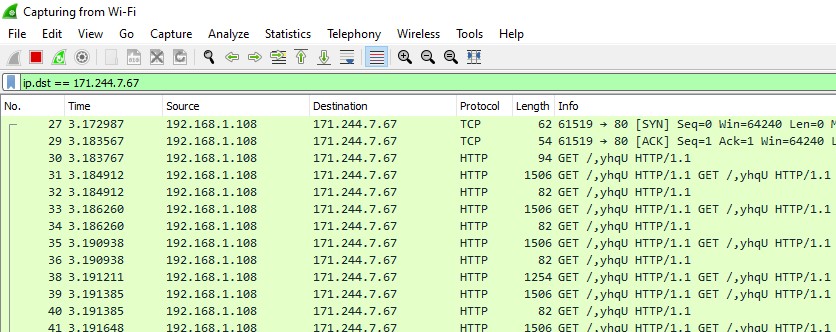 Capturing from Wi-Fi
File Edit View Go Capture Analyze Statistics Telephony Wireless Tools Help
ip.dst == 171.244.7.67
No. Time Source Destination Protocol Length Info
27 3.172987 192.168.1.108 171.244.7.67 TCP 62 61519 → 80 [SYN] Seq=0 Win=64240 Len=0 M
29 3.183567 192.168.1.108 171.244.7.67 TCP 54 61519 → 80 [ACK] Seq=1 Ack=1 Win=64240 L
30 3.183767 192.168.1.108 171.244.7.67 HTTP 94 GET /,yhqU HTTP/1.1
31 3.184912 192.168.1.108 171.244.7.67 HTTP 1506 GET /,yhqU HTTP/1.1 GET /,yhqU HTTP/1.1
32 3.184912 192.168.1.108 171.244.7.67 HTTP 82 GET /,yhqU HTTP/1.1
33 3.186260 192.168.1.108 171.244.7.67 HTTP 1506 GET /,yhqU HTTP/1.1 GET /,yhqU HTTP/1.1
34 3.186260 192.168.1.108 171.244.7.67 HTTP 82 GET /,yhqU HTTP/1.1
35 3.190938 192.168.1.108 171.244.7.67 HTTP 1506 GET /,yhqU HTTP/1.1 GET /,yhqU HTTP/1.1
36 3.190938 192.168.1.108 171.244.7.67 HTTP 82 GET /,yhqU HTTP/1.1
38 3.191211 192.168.1.108 171.244.7.67 HTTP 1254 GET /,yhqU HTTP/1.1 GET /,yhqU HTTP/1.1
39 3.191385 192.168.1.108 171.244.7.67 HTTP 1506 GET /,yhqU HTTP/1.1 GET /,yhqU HTTP/1.1
40 3.191385 192.168.1.108 171.244.7.67 HTTP 82 GET /,yhqU HTTP/1.1
41 3.191648 192.168.1.108 171.244.7.67 HTTP 1506 GET /,yhqU HTTP/1.1 GET /,yhqU HTTP/1.1